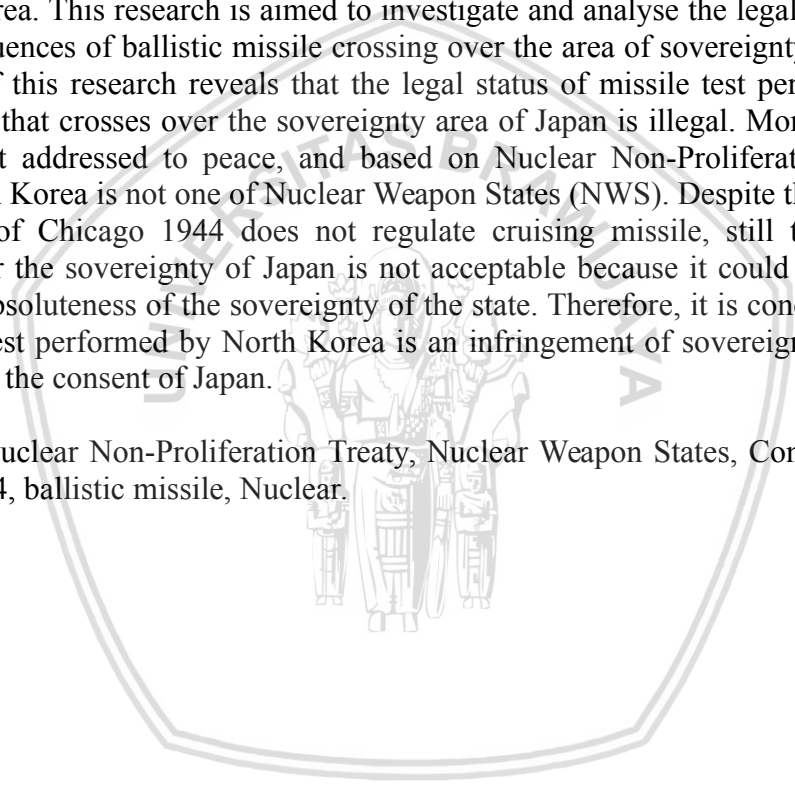 rea. This research is aimed to investigate and analyse the legal
uences of ballistic missile crossing over the area of sovereignty
f this research reveals that the legal status of missile test per
that crosses over the sovereignty area of Japan is illegal. Mor
t addressed to peace, and based on Nuclear Non-Proliferat
Korea is not one of Nuclear Weapon States (NWS). Despite th
of Chicago 1944 does not regulate cruising missile, still t
r the sovereignty of Japan is not acceptable because it could
bsoluteness of the sovereignty of the state. Therefore, it is con
est performed by North Korea is an infringement of sovereign
the consent of Japan.
uclear Non-Proliferation Treaty, Nuclear Weapon States, Con
4, ballistic missile, Nuclear.
UNIVERSITAS BRAWIJAYA